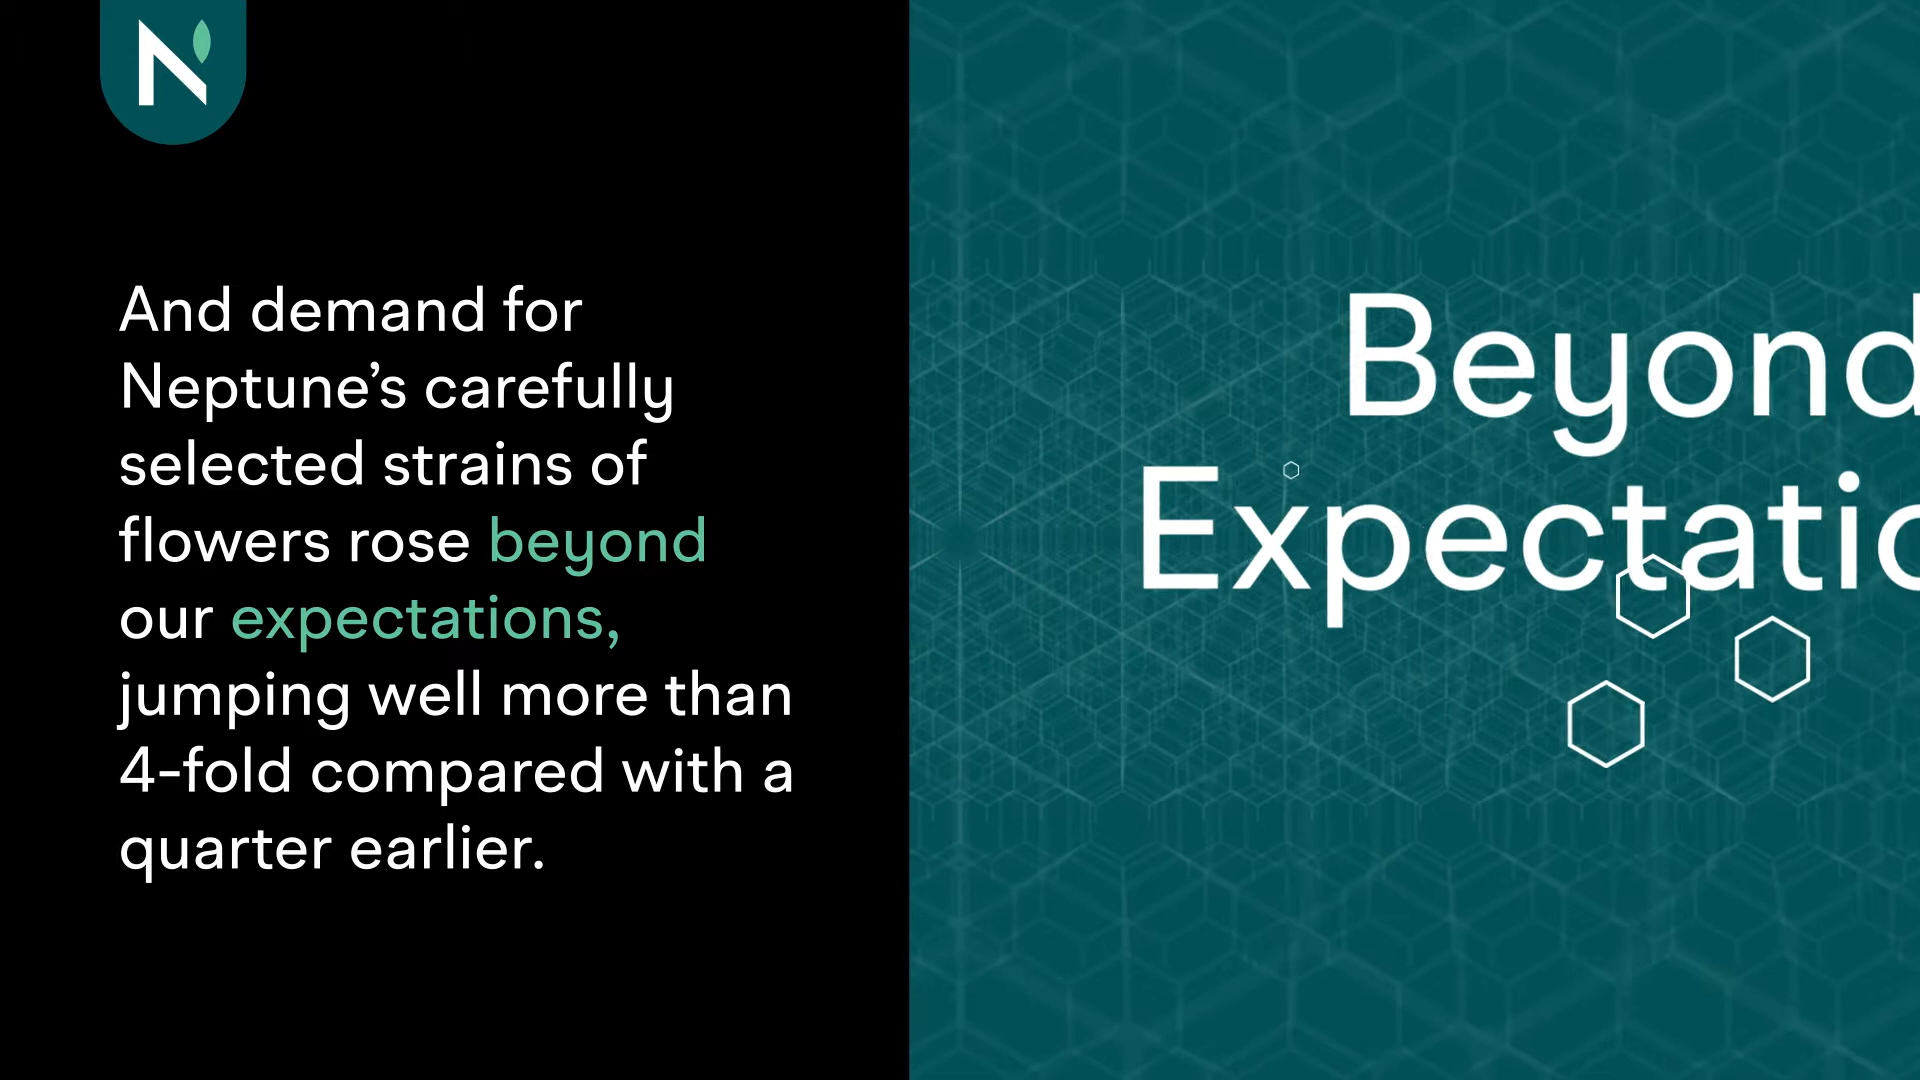 N
And demand for
Neptune’s carefully
selected strains of
flowers rose beyond
our expectations,
jumping well more than
4-fold compared with a
quarter earlier.
Beyond
Expectatio